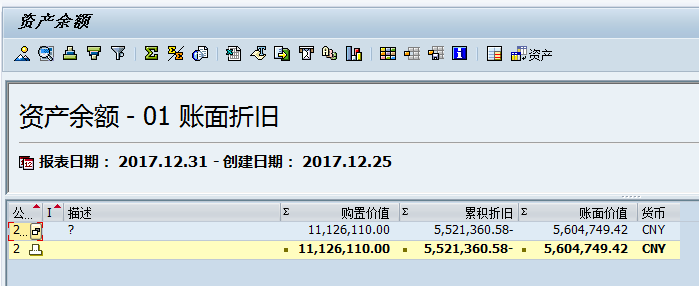 资产余额
资产
资产余额 - 01 账面折旧
报表日期： 2017.12.31 - 创建日期： 2017.12.25
公... I 描述 Σ 购置价值 Σ 累积折旧 Σ 账面价值 货币
2... ? 11,126,110.00 5,521,360.58- 5,604,749.42 CNY
2 11,126,110.00 5,521,360.58- 5,604,749.42 CNY